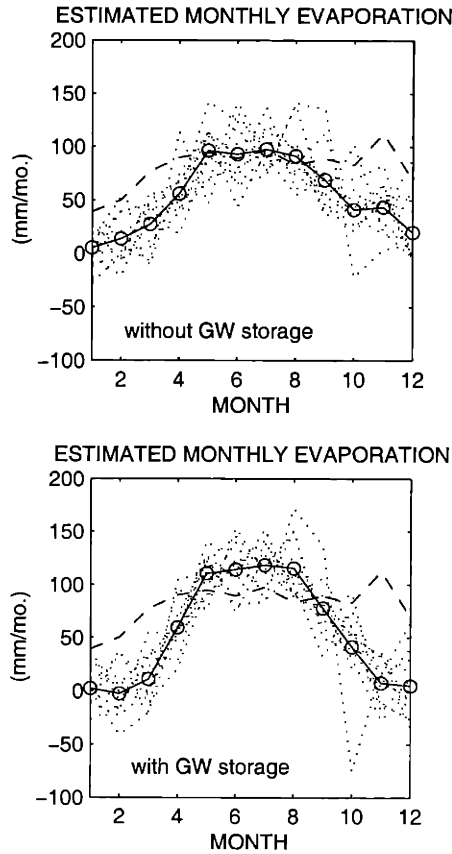 ESTIMATED MONTHLY EVAPORATION
200
150
100
50
0
−50
−100
(mm/mo.)
without GW storage
2 4 6 8 10 12
MONTH
ESTIMATED MONTHLY EVAPORATION
200
150
100
50
0
−50
−100
(mm/mo.)
with GW storage
2 4 6 8 10 12
MONTH